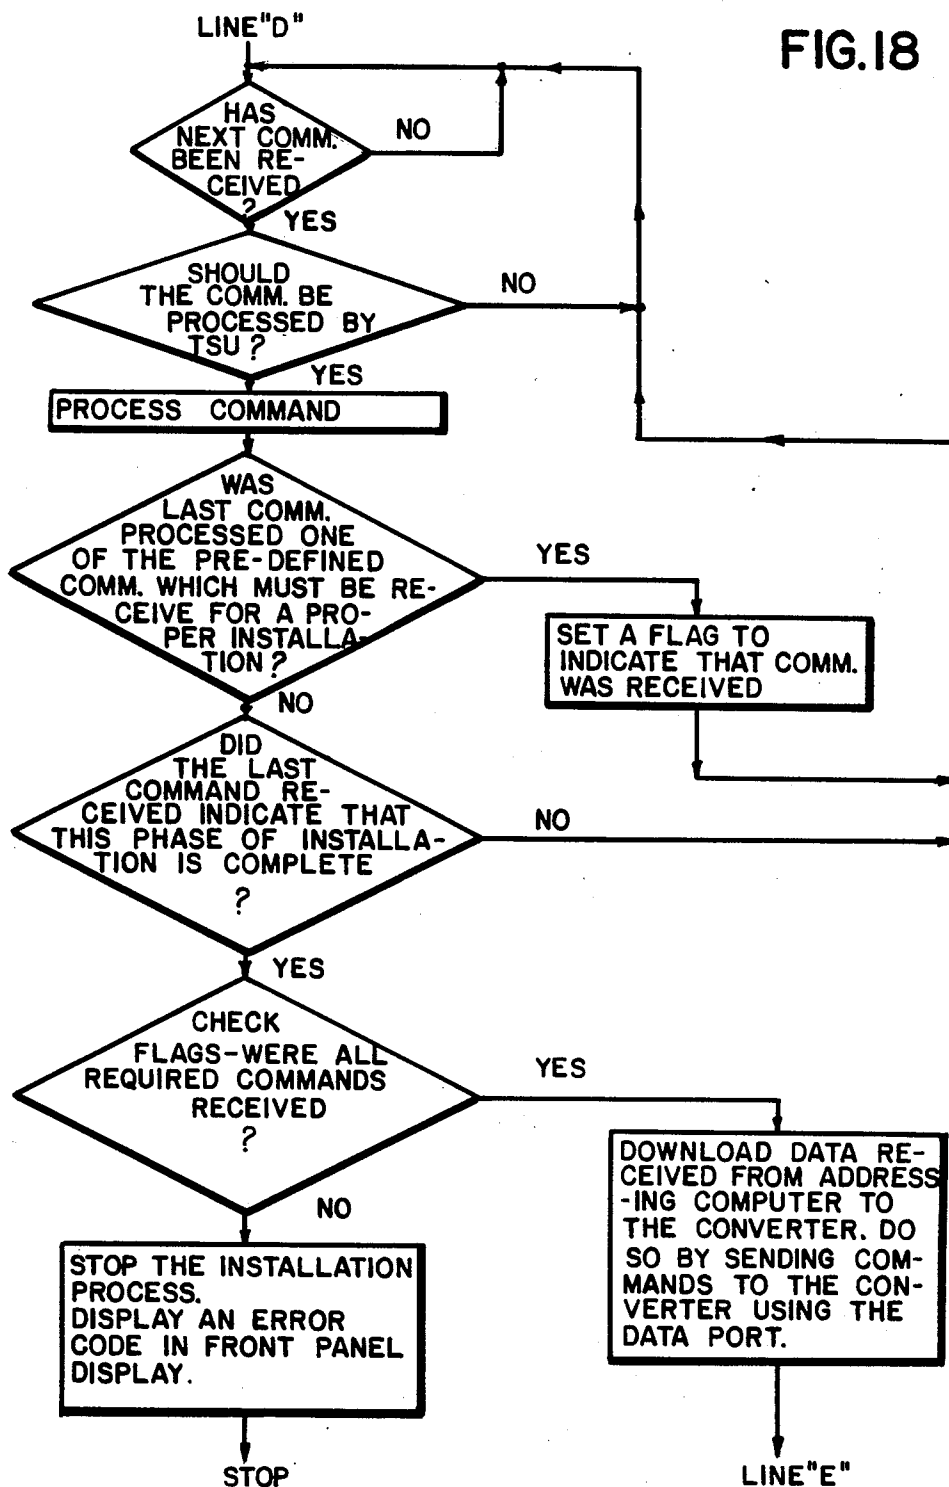 LINE"D"
FIG.18
HAS
NEXT COMM.
BEEN RE-
CEIVED
?
NO
YES
SHOULD
THE COMM. BE
PROCESSED BY
TSU?
NO
YES
PROCESS COMMAND
WAS
LAST COMM.
PROCESSED ONE
OF THE PRE-DEFINED
COMM. WHICH MUST BE RE-
CEIVE FOR A PRO-
PER INSTALLA-
TION?
YES
SET A FLAG TO
INDICATE THAT COMM.
WAS RECEIVED
NO
DID
THE LAST
COMMAND RE-
CEIVED INDICATE THAT
THIS PHASE OF INSTALLA-
TION IS COMPLETE
?
NO
YES
CHECK
FLAGS-WERE ALL
REQUIRED COMMANDS
RECEIVED
?
YES
DOWNLOAD DATA RE-
CEIVED FROM ADDRESS
-ING COMPUTER TO
THE CONVERTER. DO
SO BY SENDING COM-
MANDS TO THE CON-
VERTER USING THE
DATA PORT.
NO
STOP THE INSTALLATION
PROCESS.
DISPLAY AN ERROR
CODE IN FRONT PANEL
DISPLAY.
STOP
LINE"E"